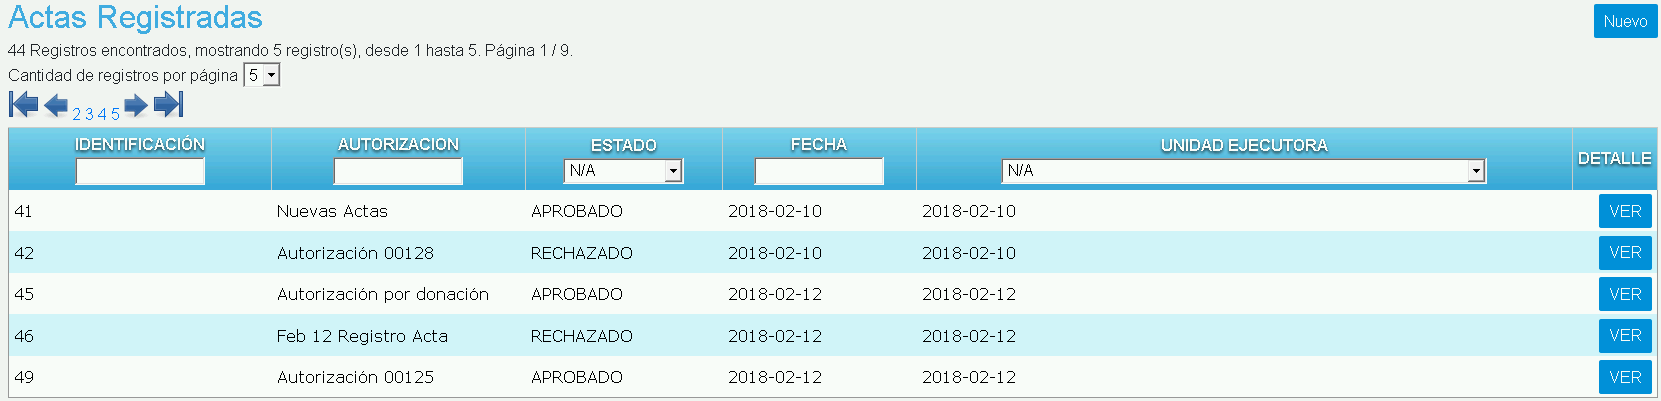 Actas Registradas
Nuevo
44 Registros encontrados, mostrando 5 registro(s), desde 1 hasta 5. Página 1 / 9.
Cantidad de registros por página 5
2 3 4 5
IDENTIFICACIÓN AUTORIZACION ESTADO FECHA UNIDAD EJECUTORA DETALLE
N/A N/A
41 Nuevas Actas APROBADO 2018-02-10 2018-02-10 VER
42 Autorización 00128 RECHAZADO 2018-02-10 2018-02-10 VER
45 Autorización por donación APROBADO 2018-02-12 2018-02-12 VER
46 Feb 12 Registro Acta RECHAZADO 2018-02-12 2018-02-12 VER
49 Autorización 00125 APROBADO 2018-02-12 2018-02-12 VER